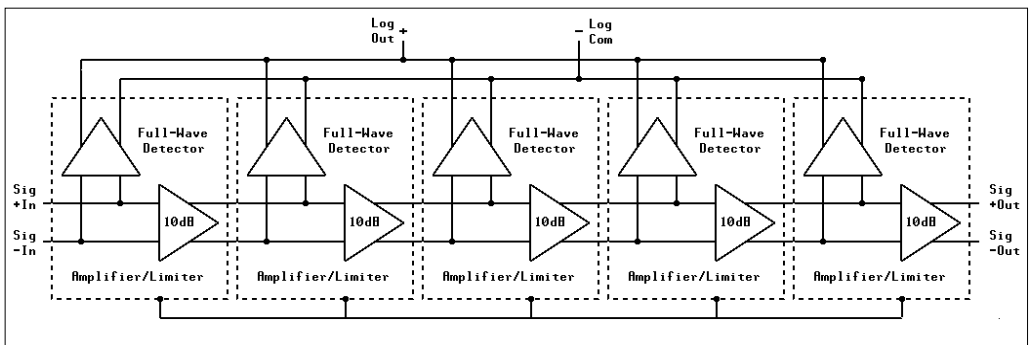 Log
Out +
- Log
Com
Full-Wave
Detector
Full-Wave
Detector
Full-Wave
Detector
Full-Wave
Detector
Full-Wave
Detector
Sig
+In
10dB
10dB
10dB
10dB
10dB
Sig
+Out
Sig
-In
Sig
-Out
Amplifier/Limiter
Amplifier/Limiter
Amplifier/Limiter
Amplifier/Limiter
Amplifier/Limiter